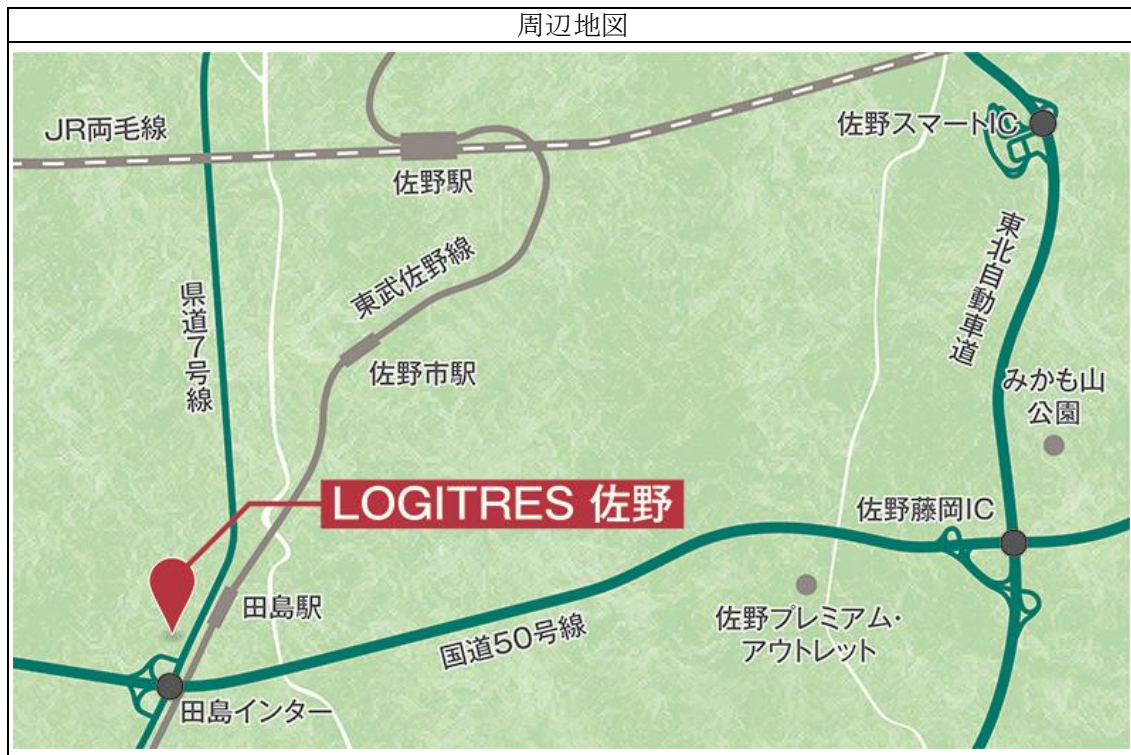 周辺地図
JR両毛線
佐野駅
佐野スマートIC
東武佐野線
東北自動車道
県道7号線
佐野市駅
みかも山
公園
LOGITRES 佐野
佐野藤岡IC
田島駅
佐野プレミアム・
アウトレット
国道50号線
田島インター